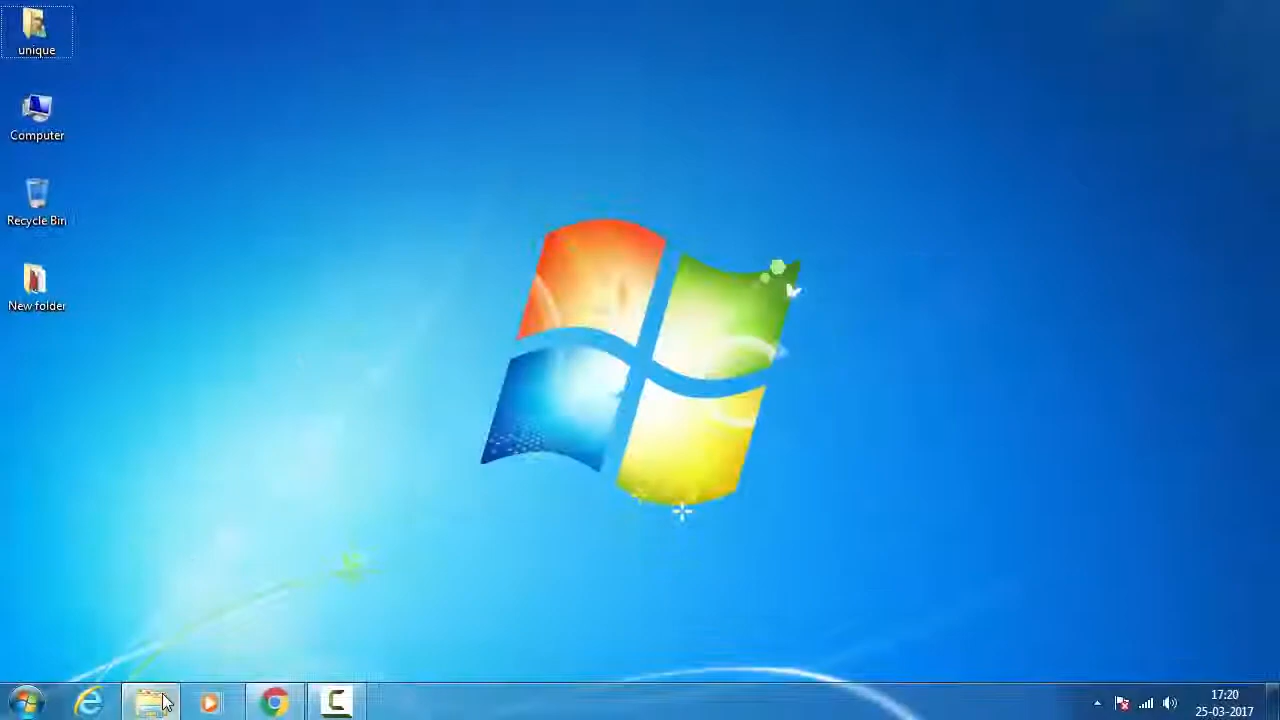 unique
Computer
Recycle Bin
New folder
17:20
25-03-2017